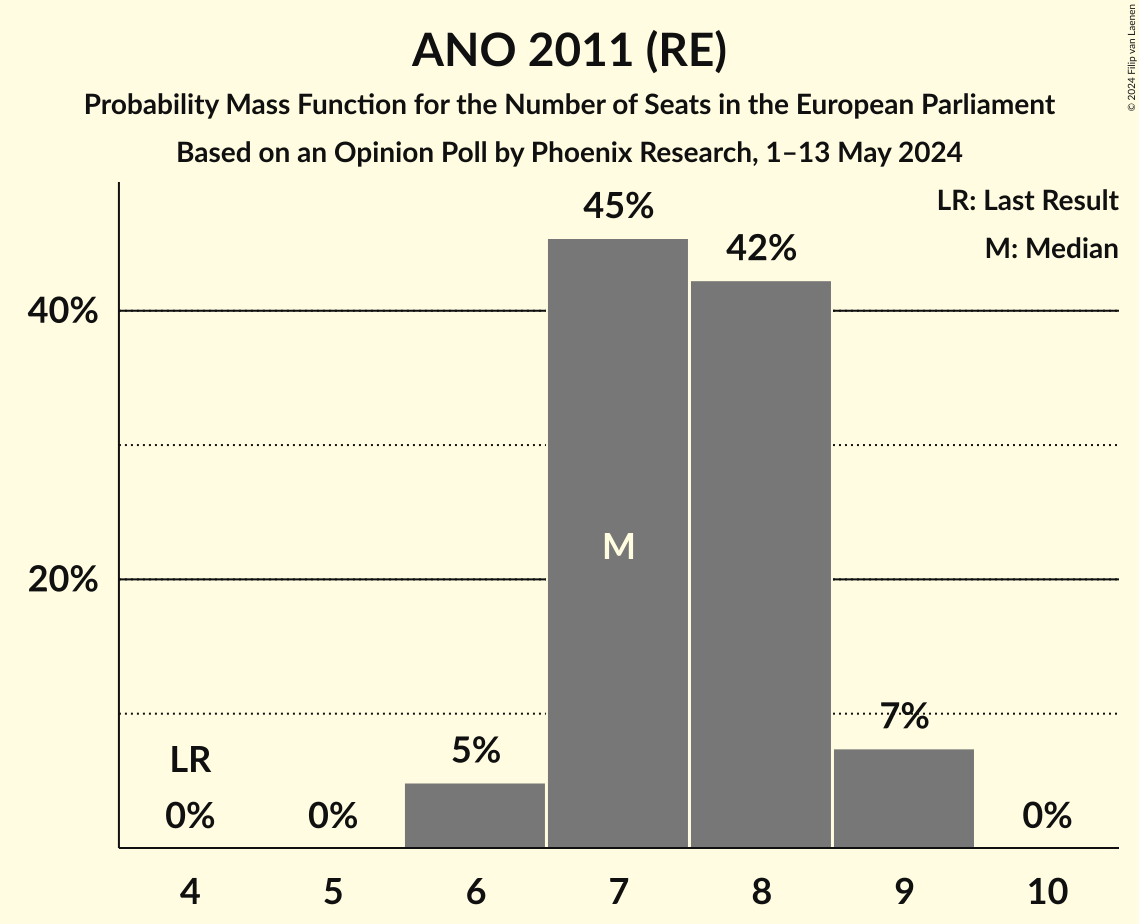 ANO 2011 (RE)
Probability Mass Function for the Number of Seats in the European Parliament
Based on an Opinion Poll by Phoenix Research, 1–13 May 2024
© 2024 Filip van Laenen
LR: Last Result
M: Median
45%
42%
40%
M
20%
7%
5%
LR
0%
0%
0%
4
5
6
7
8
9
10